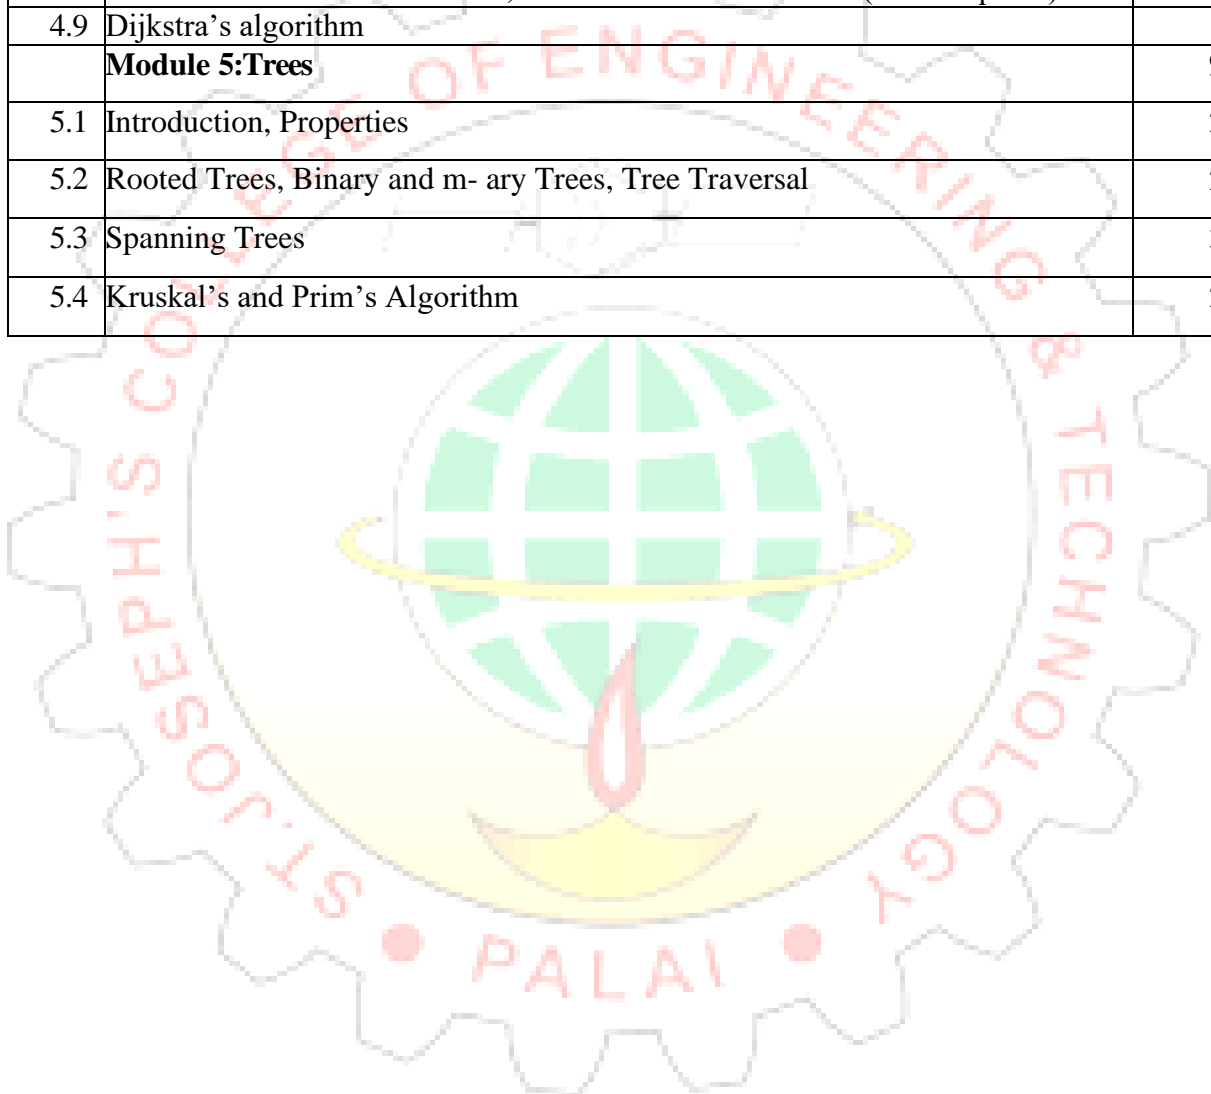 4.9 Dijkstra’s algorithm
Module 5:Trees
5.1 Introduction, Properties
5.2 Rooted Trees, Binary and m- ary Trees, Tree Traversal
5.3 Spanning Trees
5.4 Kruskal’s and Prim’s Algorithm
ST.JOSEPH'S COLLEGE OF ENGINEERING & TECHNOLOGY
PALAI